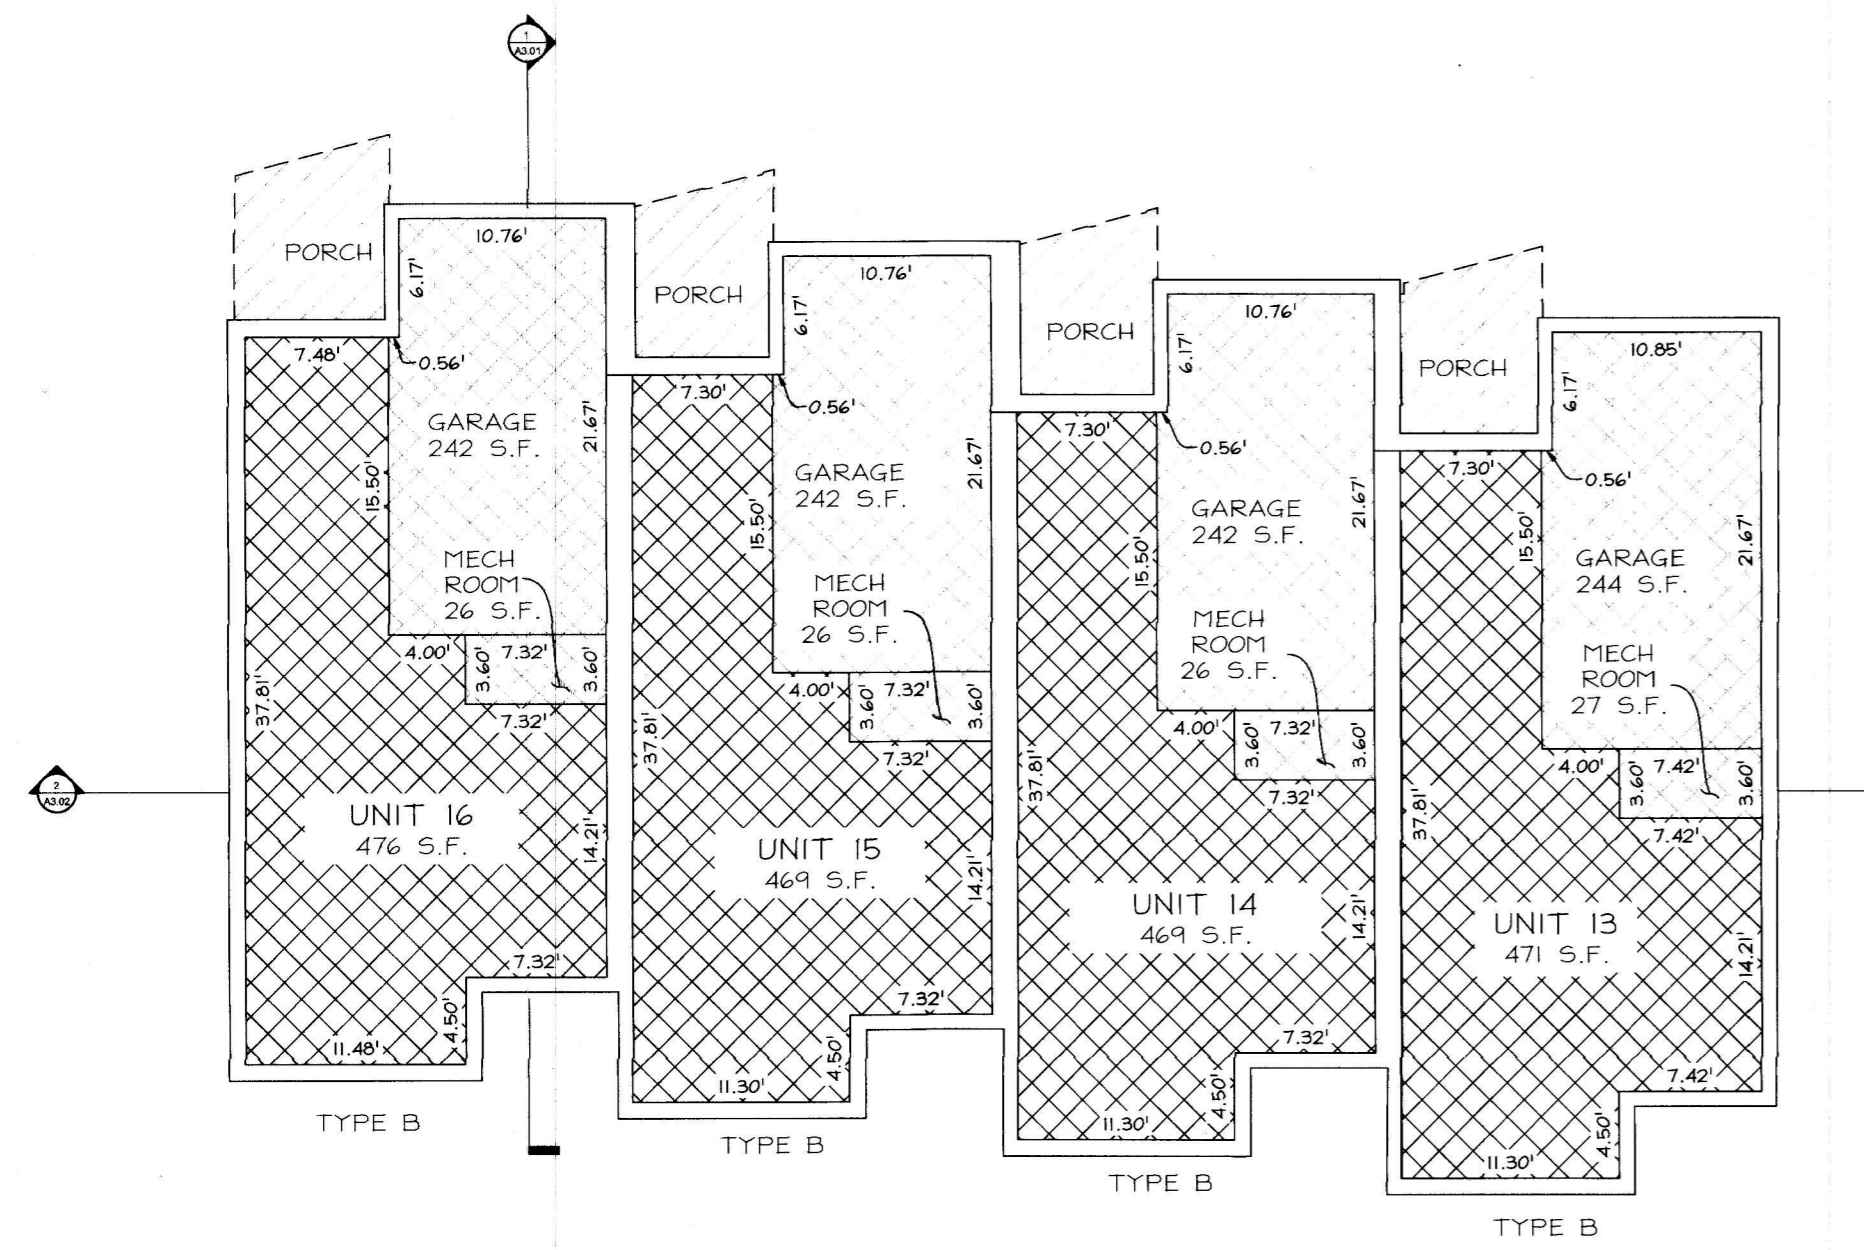 1
A3.01
PORCH
10.76'
6.17'
7.48'
0.56'
GARAGE
242 S.F.
21.67'
15.50'
MECH
ROOM
26 S.F.
4.00'
3.60'
7.32'
3.60'
7.32'
37.81'
UNIT 16
476 S.F.
14.21'
7.32'
4.50'
11.48'
TYPE B
2
A3.02
PORCH
10.76'
6.17'
7.30'
0.56'
GARAGE
242 S.F.
21.67'
15.50'
MECH
ROOM
26 S.F.
4.00'
3.60'
7.32'
3.60'
7.32'
37.81'
UNIT 15
469 S.F.
14.21'
7.32'
4.50'
11.30'
TYPE B
PORCH
10.76'
6.17'
7.30'
0.56'
GARAGE
242 S.F.
21.67'
15.50'
MECH
ROOM
26 S.F.
4.00'
3.60'
7.32'
3.60'
7.32'
37.81'
UNIT 14
469 S.F.
14.21'
7.32'
4.50'
11.30'
TYPE B
PORCH
10.85'
6.17'
7.30'
0.56'
GARAGE
244 S.F.
21.67'
15.50'
MECH
ROOM
27 S.F.
4.00'
3.60'
7.42'
3.60'
7.42'
37.81'
UNIT 13
471 S.F.
14.21'
7.42'
4.50'
11.30'
TYPE B